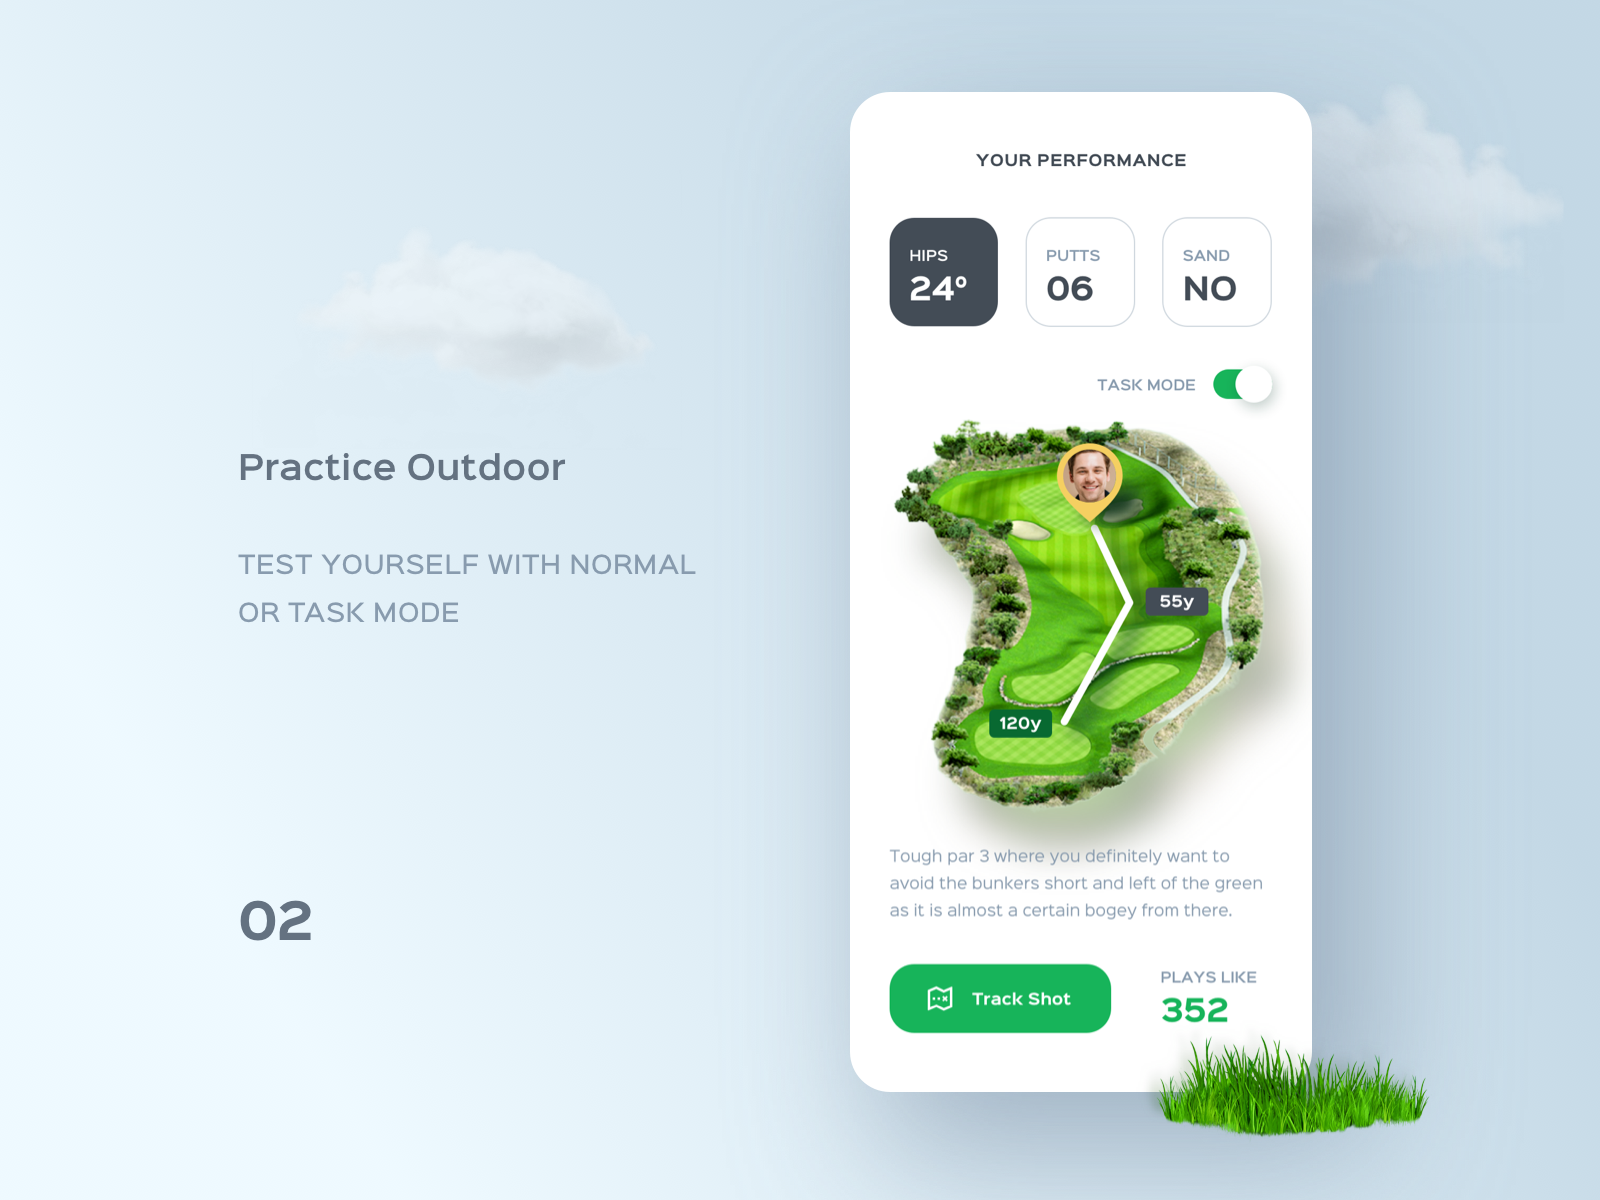 Practice Outdoor
TEST YOURSELF WITH NORMAL
OR TASK MODE
02
YOUR PERFORMANCE
HIPS
24º
PUTTS
06
SAND
NO
TASK MODE
55y
120y
Tough par 3 where you definitely want to
avoid the bunkers short and left of the green
as it is almost a certain bogey from there.
Track Shot
PLAYS LIKE
352